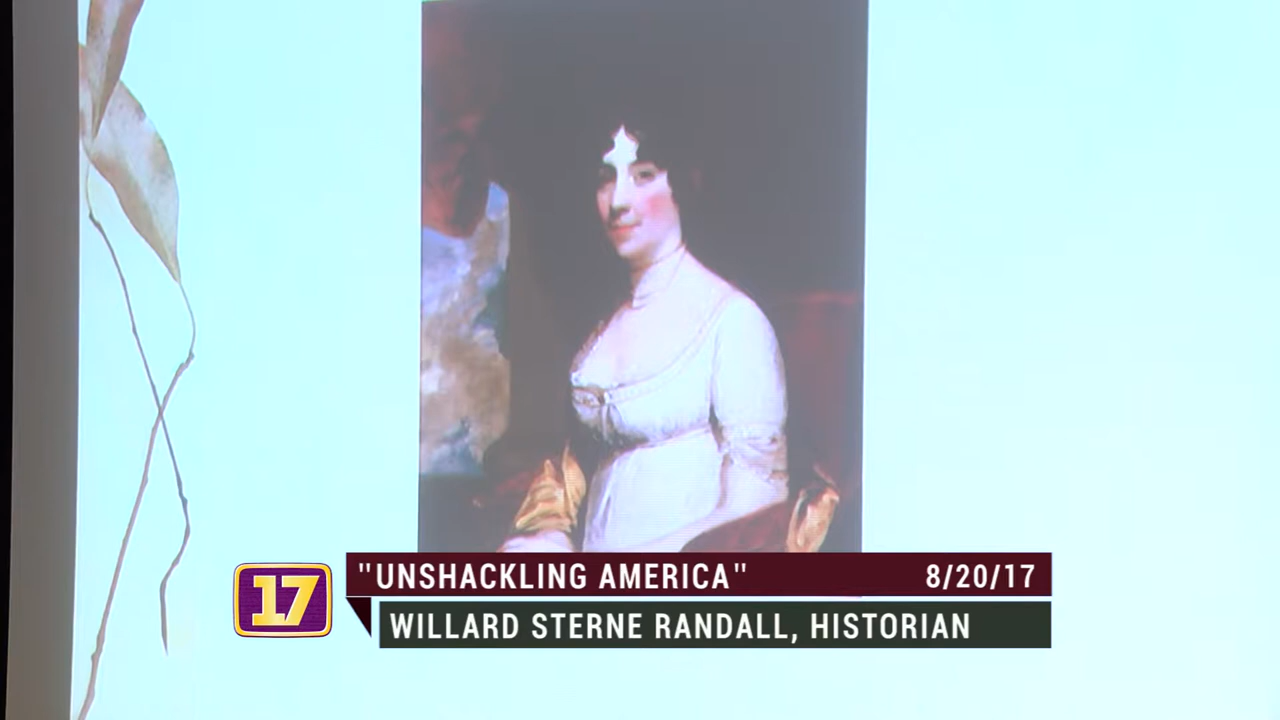 "UNSHACKLING AMERICA" 8/20/17
17 WILLARD STERNE RANDALL, HISTORIAN